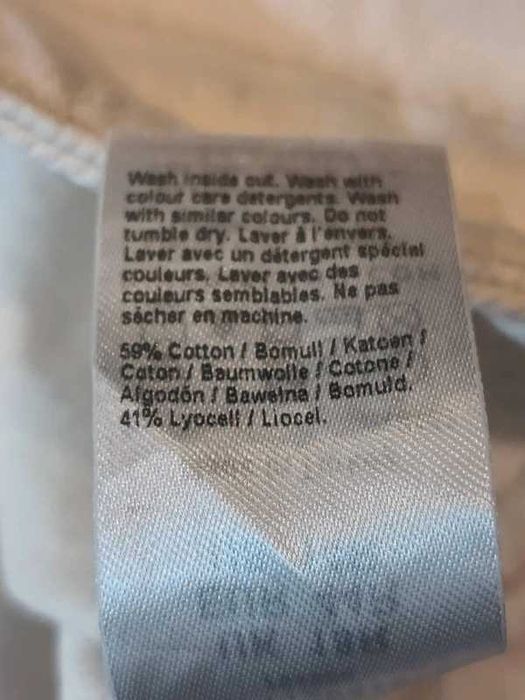 Wash inside out. Wash with
colour care detergents. Wash
with similar colours. Do not
tumble dry. Laver à l'envers.
Laver avec un détergent spécial
couleurs. Laver avec des
couleurs semblables. Ne pas
sécher en machine.
59% Cotton / Bomull / Katoen /
Coton / Baumwolle / Cotone /
Algodón / Bawełna / Bomuld.
41% Lyocell / Liocel.